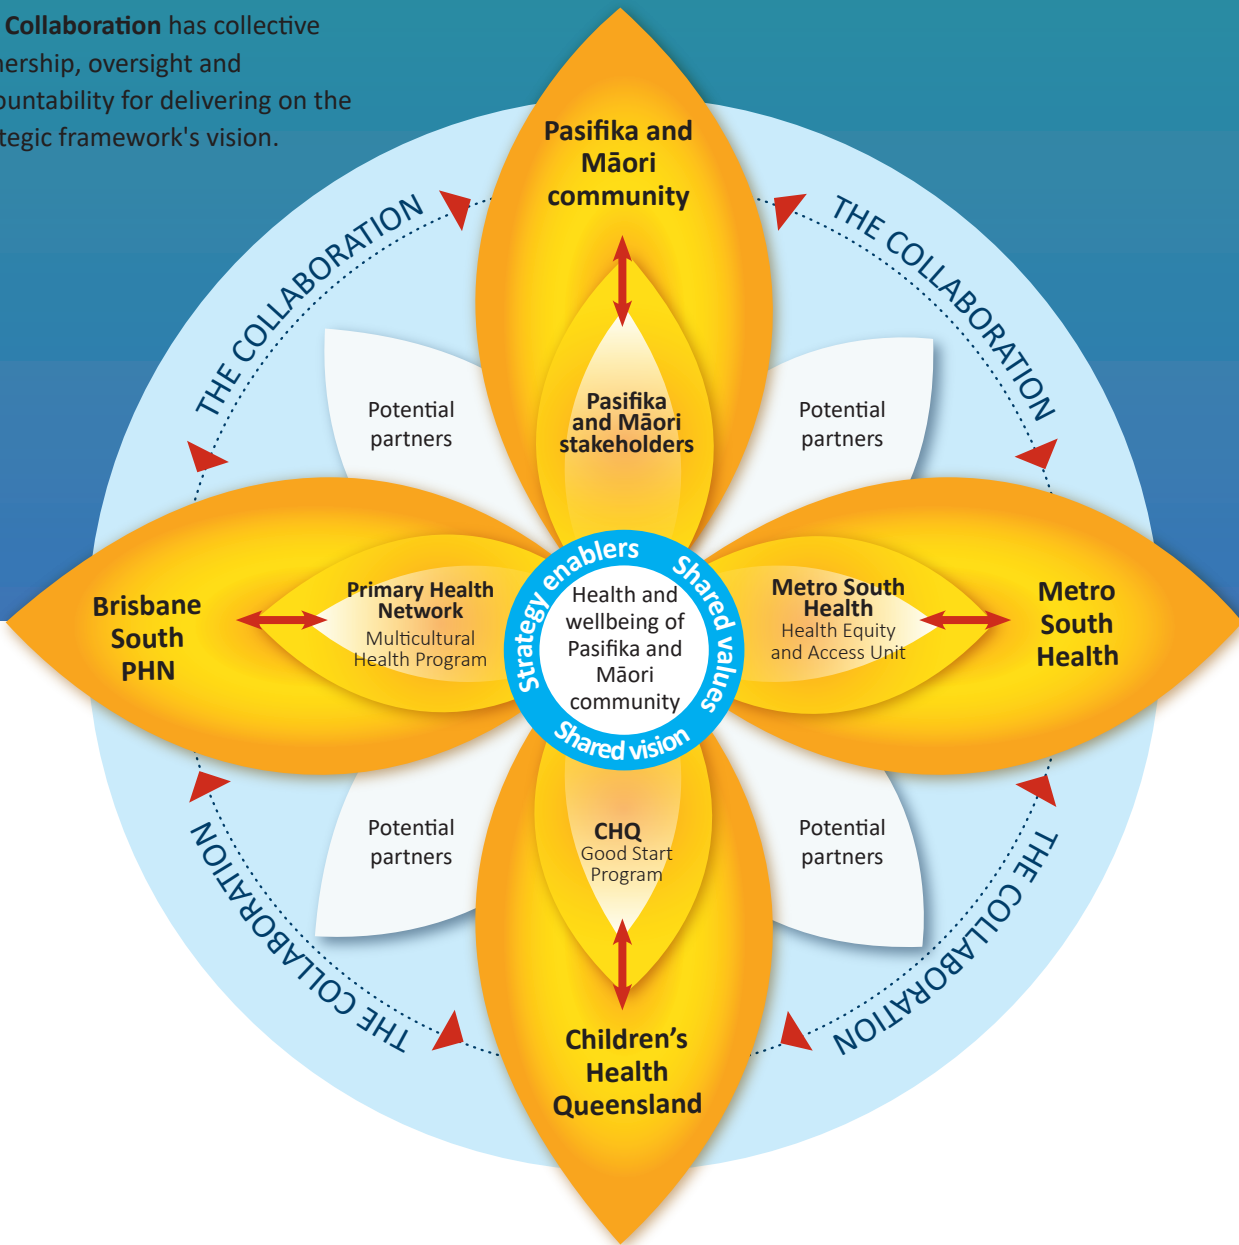 Collaboration has collective
nership, oversight and
ountability for delivering on the
tegic framework's vision.
Pasifika and
Māori
community
THE COLLABORATION
THE COLLABORATION
Potential
partners
Pasifika
and Māori
stakeholders
Potential
partners
Brisbane
South
PHN
Primary Health
Network
Multicultural
Health Program
Strategy enablers
Shared values
Shared vision
Health and
wellbeing of
Pasifika and
Māori
community
Metro South
Health
Health Equity
and Access Unit
Metro
South
Health
Potential
partners
CHQ
Good Start
Program
Potential
partners
THE COLLABORATION
THE COLLABORATION
Children’s
Health
Queensland